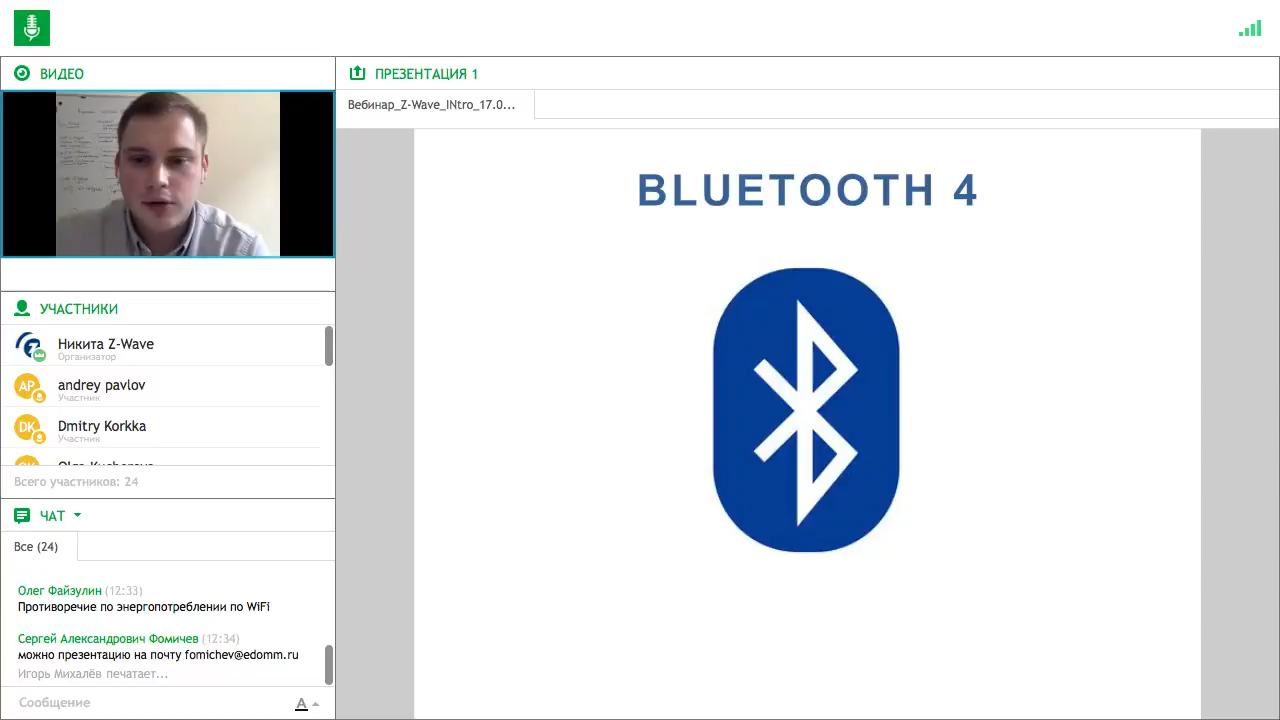 ВИДЕО
ПРЕЗЕНТАЦИЯ 1
Вебинар_Z-Wave_INtro_17.0...
BLUETOOTH 4
УЧАСТНИКИ
Никита Z-Wave
Организатор
AP
andrey pavlov
Участник
DK
Dmitry Korkka
Участник
Всего участников: 24
ЧАТ
Все (24)
Олег Файзулин (12:33)
Противоречие по энергопотреблении по WiFi
Сергей Александрович Фомичев (12:34)
можно презентацию на почту fomichev@edomm.ru
Игорь Михалёв печатает...
Сообщение
A